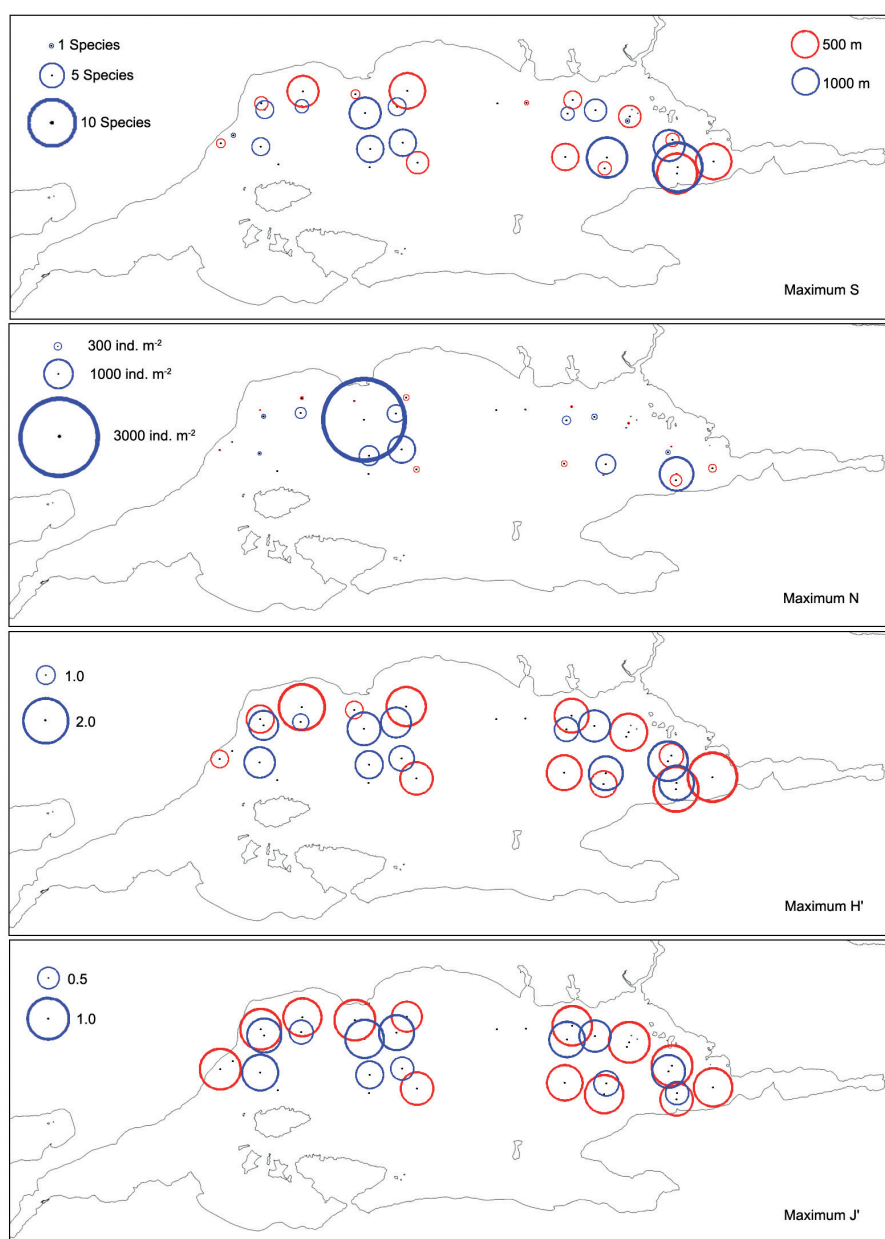 1 Species
5 Species
10 Species
500 m
1000 m
Maximum S
300 ind. m⁻²
1000 ind. m⁻²
3000 ind. m⁻²
Maximum N
1.0
2.0
Maximum H'
0.5
1.0
Maximum J'